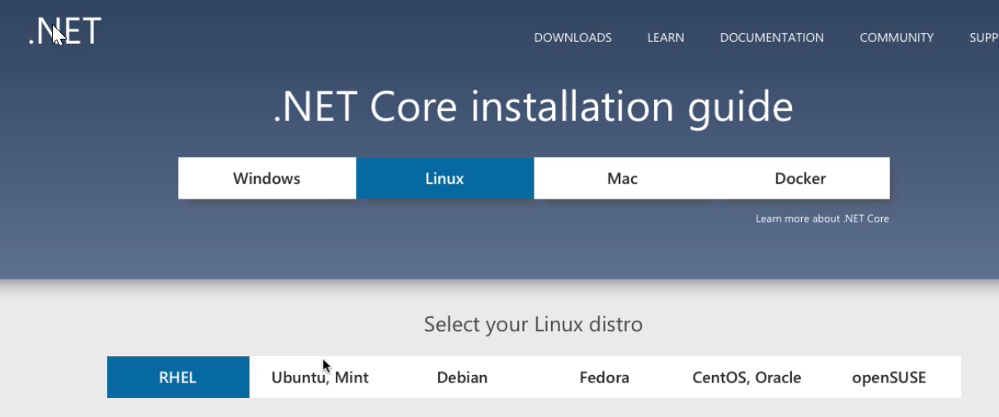 .NET
DOWNLOADS LEARN DOCUMENTATION COMMUNITY SUPP
.NET Core installation guide
Windows Linux Mac Docker
Learn more about .NET Core
Select your Linux distro
RHEL Ubuntu, Mint Debian Fedora CentOS, Oracle openSUSE